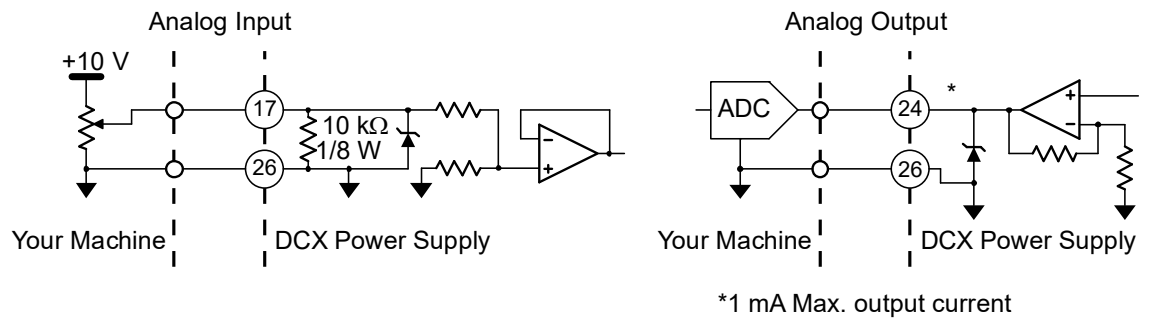 Analog Input
+10 V
17
10 kΩ
1/8 W
-
+
26
Your Machine
DCX Power Supply
Analog Output
ADC
24
*
+
-
26
Your Machine
DCX Power Supply
*1 mA Max. output current